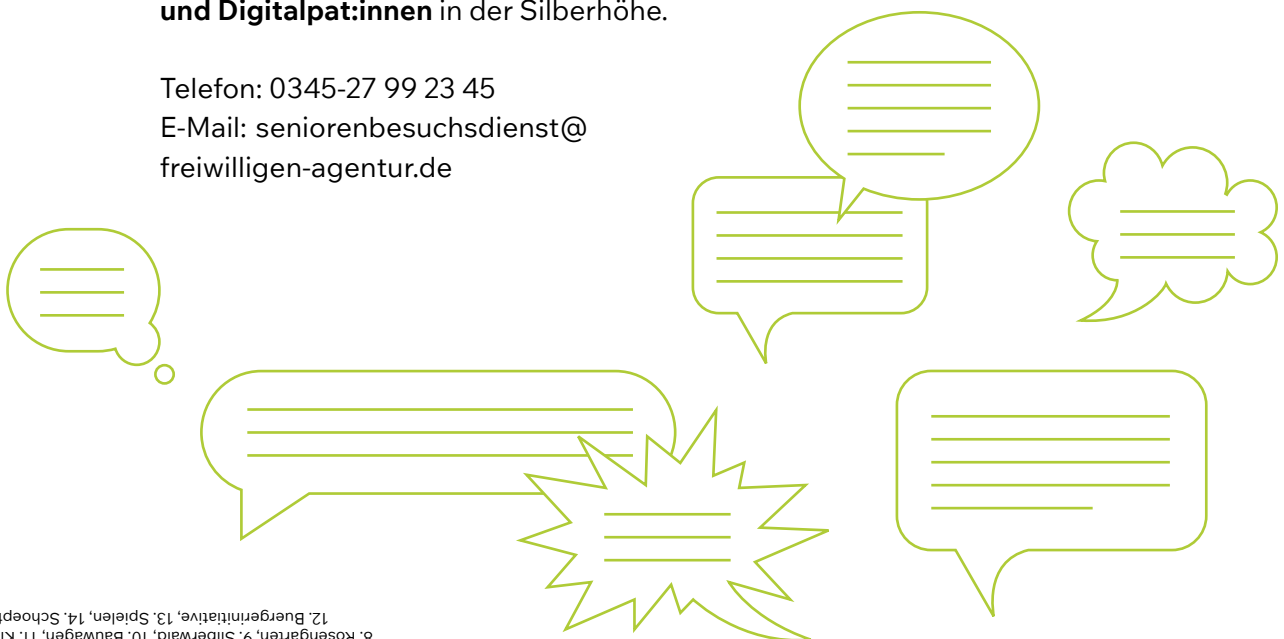 und Digitalpat:innen in der Silberhöhe.
Telefon: 0345-27 99 23 45
E-Mail: seniorenbesuchsdienst@
freiwilligen-agentur.de
8. Rosengarten, 9. Silberwald, 10. Bauwagen, 11.
12. Buergerinitiative, 13. Spielen, 14.